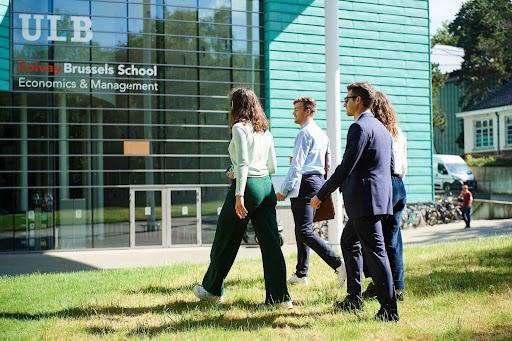 ULB
Solvay Brussels School
Economics & Management